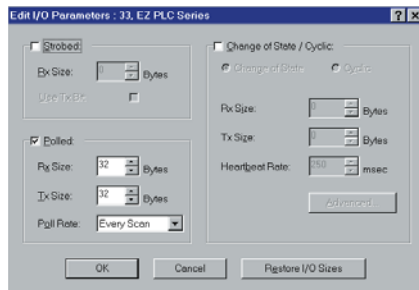 Edit I/O Parameters : 33, EZ PLC Series
? ×
Strobed:
Rx Size: 0 Bytes
Use Tx Bit:
Polled:
Rx Size: 32 Bytes
Tx Size: 32 Bytes
Poll Rate: Every Scan
Change of State / Cyclic
Change of State Cyclic
Rx Size: 0 Bytes
Tx Size: 0 Bytes
Heartbeat Rate: 250 msec
Advanced...
OK Cancel Restore I/O Sizes